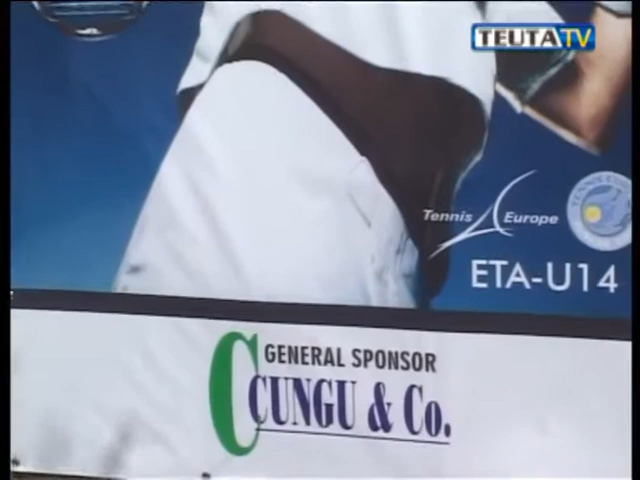 TEUTA TV
Tennis Europe
ETA-U14
GENERAL SPONSOR
CUNGU & Co.